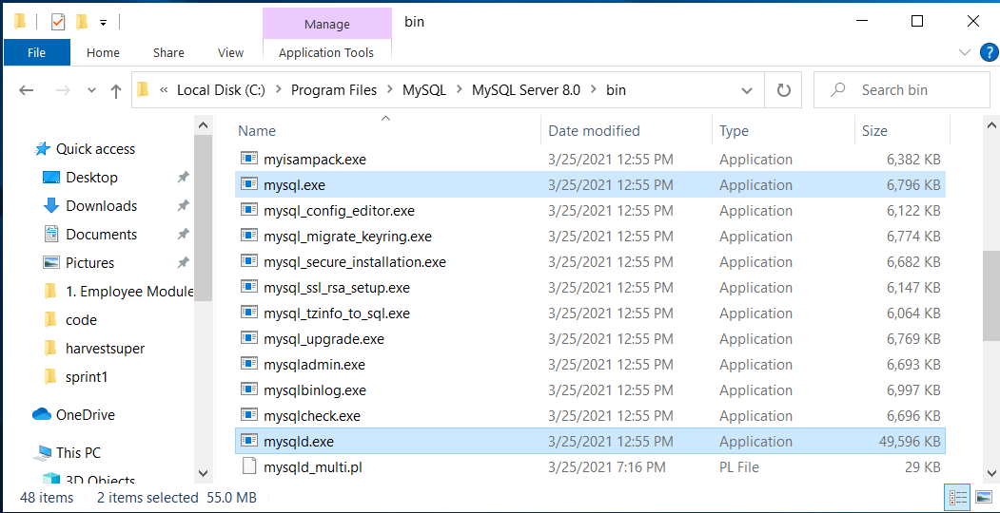 Manage bin
File Home Share View Application Tools
« Local Disk (C:) > Program Files > MySQL > MySQL Server 8.0 > bin Search bin
Name Date modified Type Size
Quick access
Desktop
Downloads
Documents
Pictures
1. Employee Module
code
harvestsuper
sprint1
OneDrive
This PC
3D Objects
myisampack.exe 3/25/2021 12:55 PM Application 6,382 KB
mysql.exe 3/25/2021 12:55 PM Application 6,796 KB
mysql_config_editor.exe 3/25/2021 12:55 PM Application 6,122 KB
mysql_migrate_keyring.exe 3/25/2021 12:55 PM Application 6,774 KB
mysql_secure_installation.exe 3/25/2021 12:55 PM Application 6,682 KB
mysql_ssl_rsa_setup.exe 3/25/2021 12:55 PM Application 6,147 KB
mysql_tzinfo_to_sql.exe 3/25/2021 12:55 PM Application 6,064 KB
mysql_upgrade.exe 3/25/2021 12:55 PM Application 6,769 KB
mysqladmin.exe 3/25/2021 12:55 PM Application 6,693 KB
mysqlbinlog.exe 3/25/2021 12:55 PM Application 6,997 KB
mysqlcheck.exe 3/25/2021 12:55 PM Application 6,696 KB
mysqld.exe 3/25/2021 12:55 PM Application 49,596 KB
mysqld_multi.pl 3/25/2021 7:16 PM PL File 29 KB
48 items 2 items selected 55.0 MB